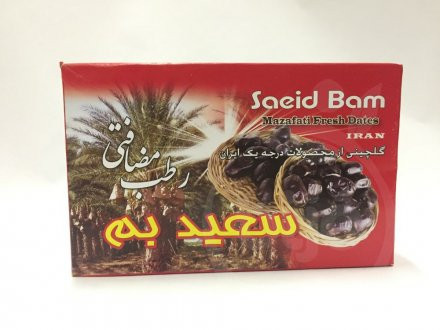 Saeid Bam
Mazafati Fresh Dates
IRAN
گلچینی از محصولات درجه یک ایران
رطب مضافتی
سعید بم